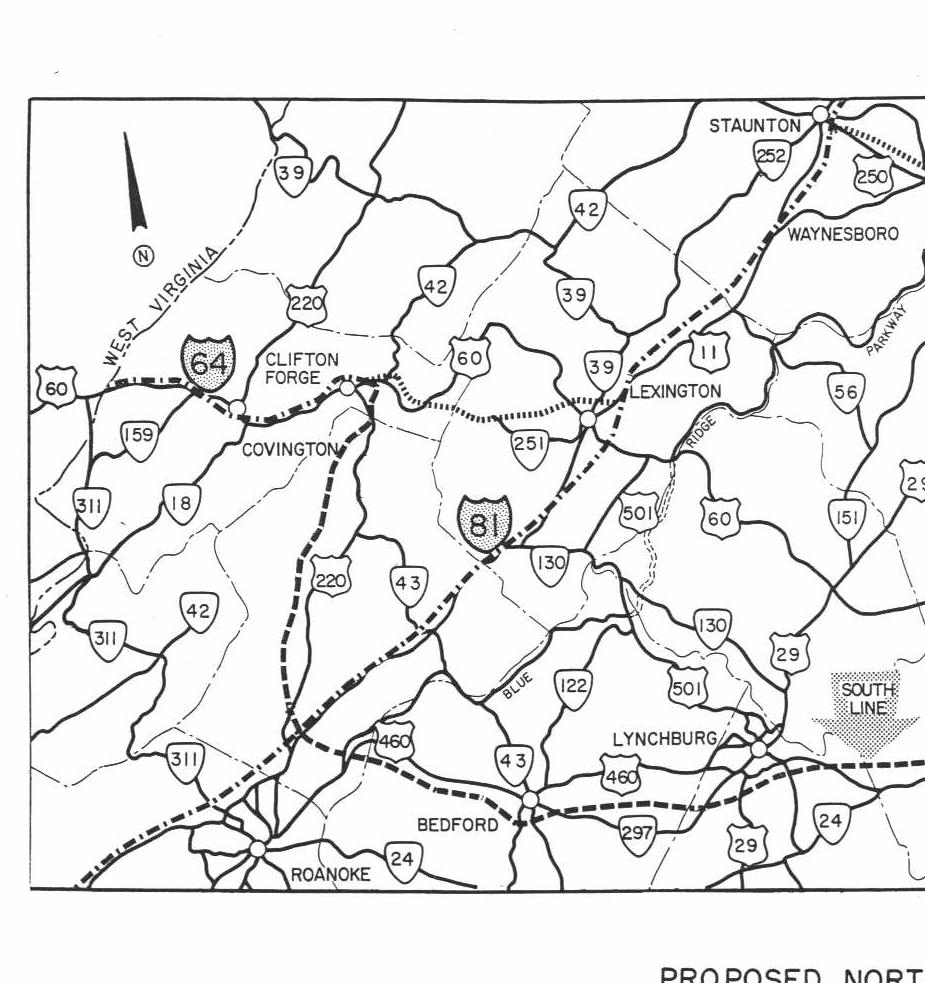 STAUNTON
252
39
250
42
WAYNESBORO
N
WEST VIRGINIA
42
39
220
PARKWAY
64
CLIFTON
FORGE
60
11
39
60
LEXINGTON
56
159
COVINGTON
251
RIDGE
311
18
81
501
60
151
29
220
43
130
42
311
130
29
BLUE
122
501
SOUTH
LINE
460
LYNCHBURG
311
43
460
BEDFORD
297
29
24
ROANOKE
24
PROPOSED NORT